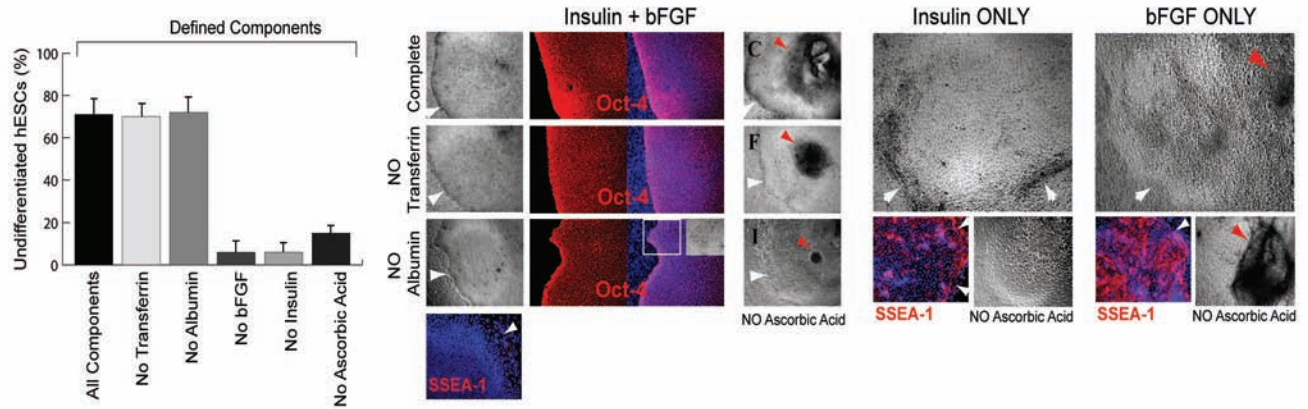 Defined Components
Undifferentiated hESCs (%)
100
80
60
40
20
0
All Components
No Transferrin
No Albumin
No bFGF
No Insulin
No Ascorbic Acid
Insulin + bFGF
Complete
Oct-4
C
NO
Transferrin
Oct-4
F
NO
Albumin
Oct-4
I
NO Ascorbic Acid
SSEA-1
Insulin ONLY
SSEA-1
NO Ascorbic Acid
bFGF ONLY
SSEA-1
NO Ascorbic Acid